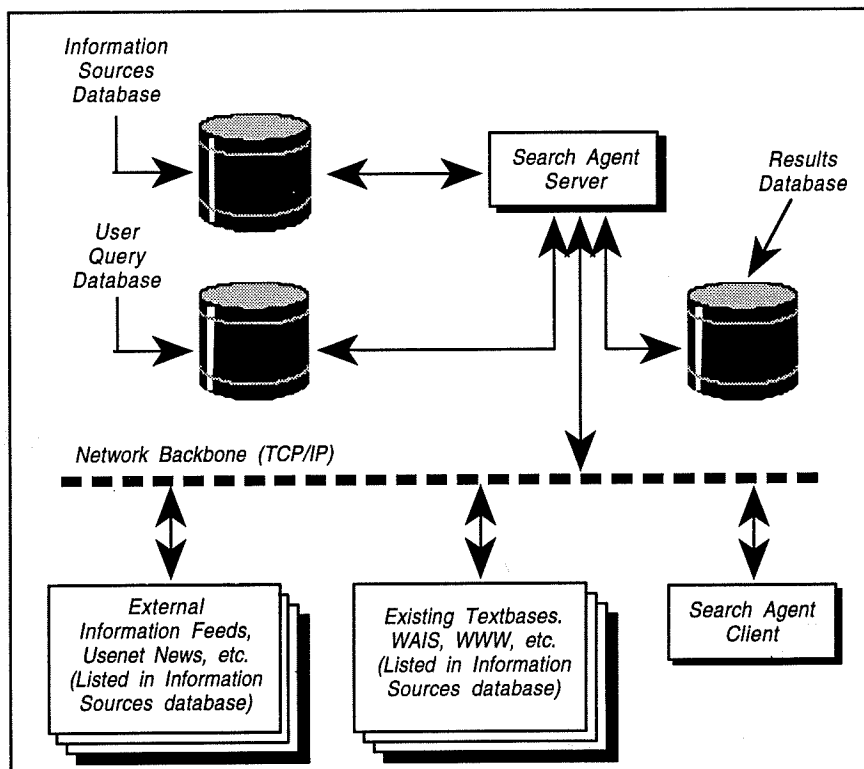 Information
Sources
Database
Search Agent
Server
Results
Database
User
Query
Database
Network Backbone (TCP/IP)
External
Information Feeds,
Usenet News, etc.
(Listed in Information
Sources database)
Existing Textbases.
WAIS, WWW, etc.
(Listed in Information
Sources database)
Search Agent
Client